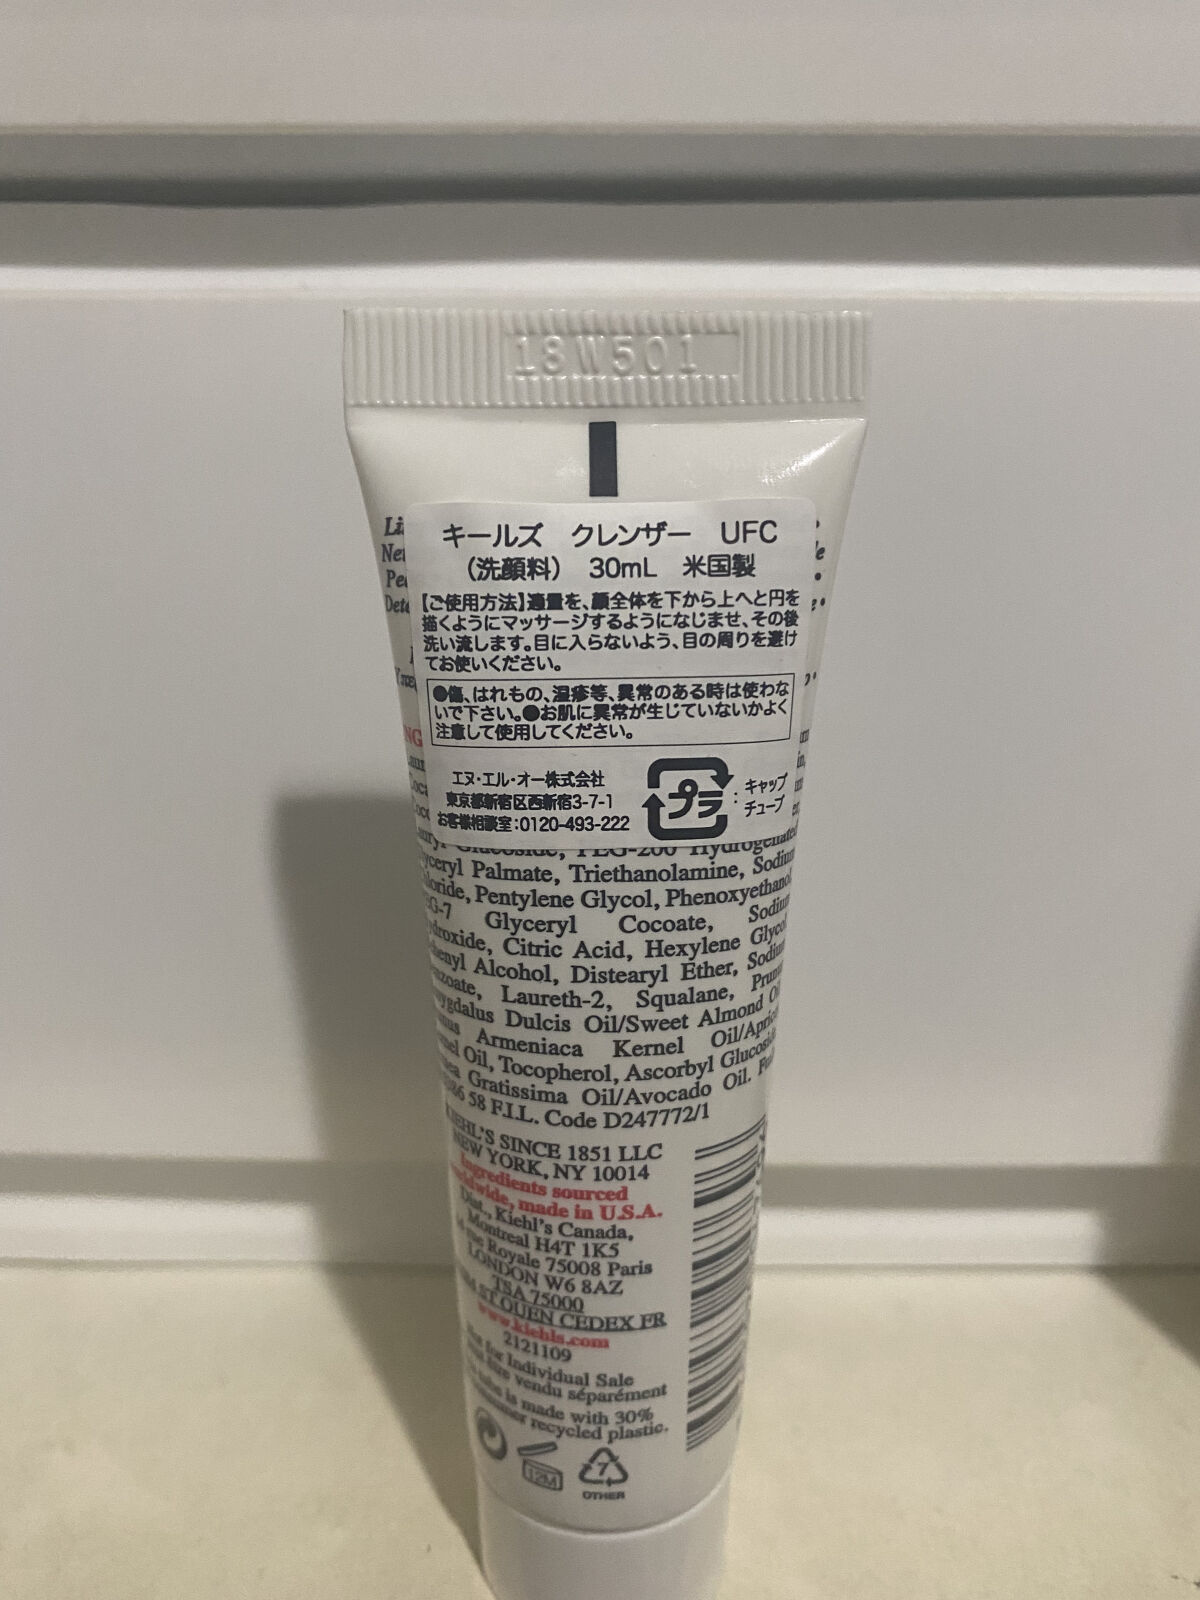 18W501
キールズ クレンザー UFC
(洗顔料) 30mL 米国製
【ご使用方法】適量を、顔全体を下から上へと円を
描くようにマッサージするようになじませ、その後
洗い流します。目に入らないよう、目の周りを避け
てお使いください。
●傷、はれもの、湿疹等、異常のある時は使わな
いで下さい。●お肌に異常が生じていないかよく
注意して使用してください。
エヌ・エル・オー株式会社
東京都新宿区西新宿3-7-1
お客様相談室:0120-493-222
プラ
: キャップ
チューブ
Glucoside, PEG-200 Hydrogenated
Palmate, Triethanolamine, Sodium
Pentylene Glycol, Phenoxyethanol,
Glyceryl Cocoate, Sodium
Citric Acid, Hexylene Glycol,
Alcohol, Distearyl Ether, Sodium
Laureth-2, Squalane,
Dulcis Oil/Sweet Almond
Armeniaca Kernel
Oil, Tocopherol, Ascorbyl
Gratissima Oil/Avocado Oil.
58 F.I.L. Code D247772/1
KIEHL'S SINCE 1851 LLC
NEW YORK, NY 10014
Ingredients sourced
made in U.S.A.
Dist., Kiehl's Canada,
Montreal H4T 1K5
Royale 75008 Paris
LONDON W6 8AZ
TSA 75000
ST OUEN CEDEX FR
www.kiehls.com
2121109
for Individual Sale
vendu séparément
is made with 30%
recycled plastic.
12M
7
OTHER